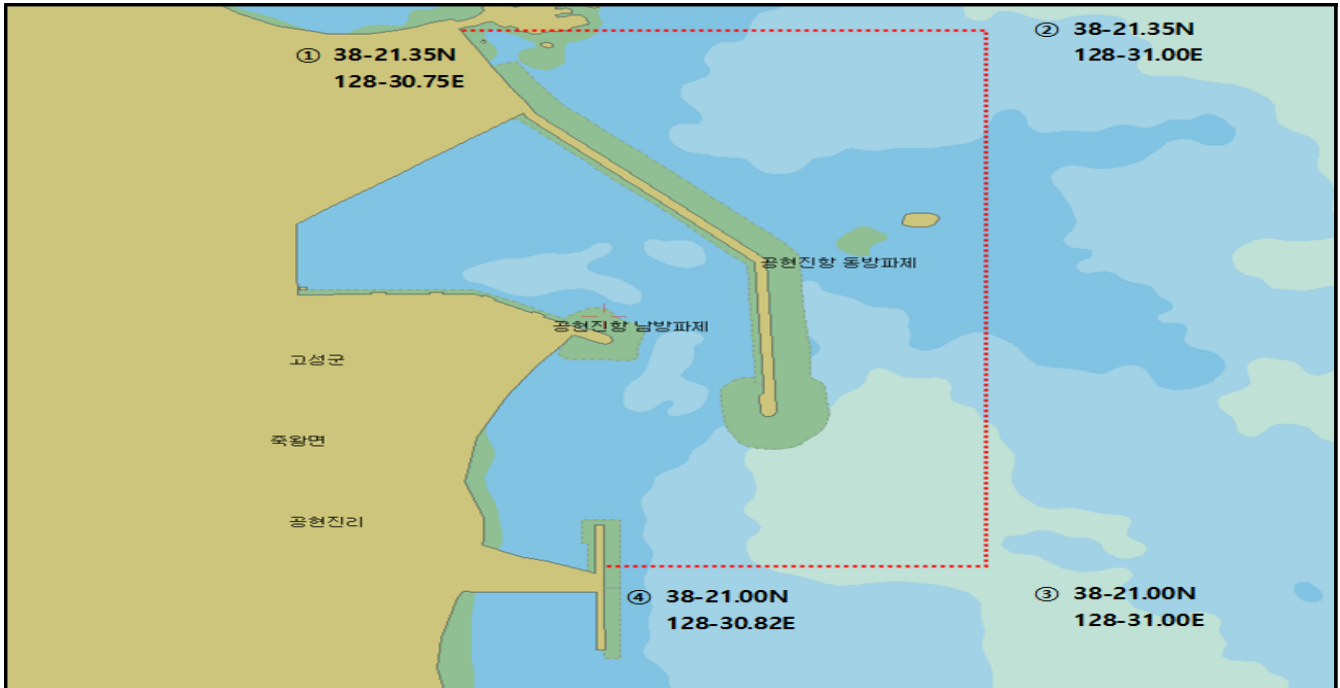 ① 38-21.35N
128-30.75E
② 38-21.35N
128-31.00E
공현진항 동방파제
공현진항 남방파제
고성군
죽왕면
공현진리
④ 38-21.00N
128-30.82E
③ 38-21.00N
128-31.00E